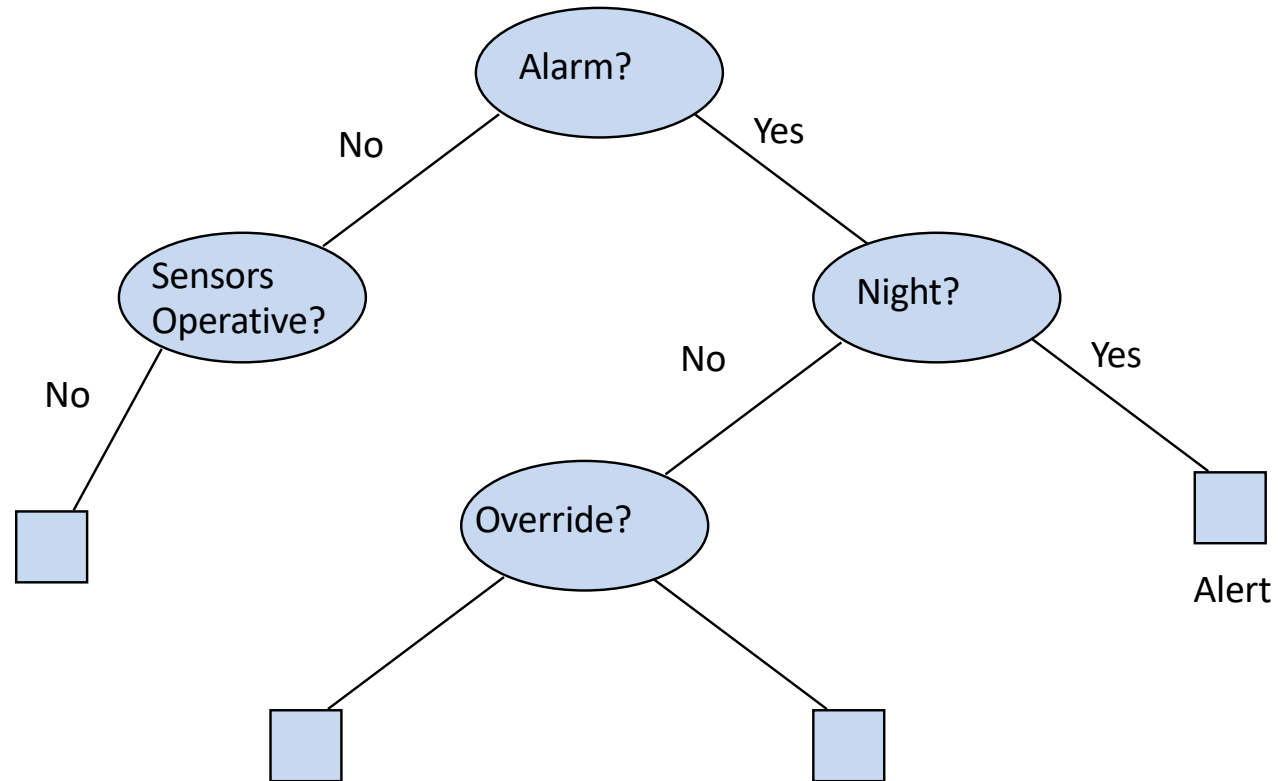 Alarm?
No
Yes
Sensors
Operative?
Night?
No
No
Yes
Override?
Alert